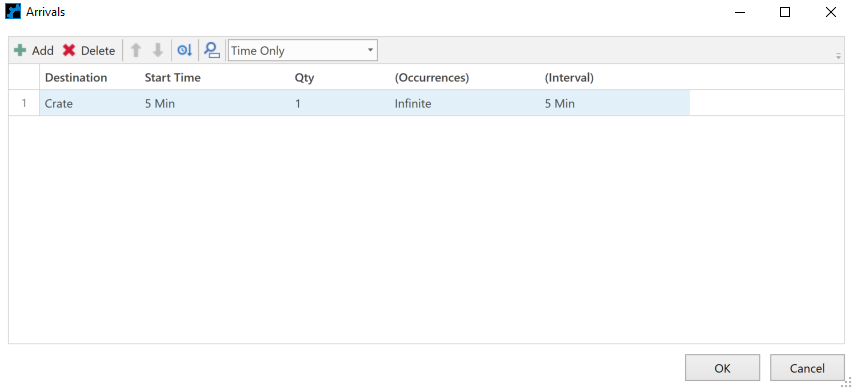 Arrivals
Add Delete Time Only
Destination Start Time Qty (Occurrences) (Interval)
1 Crate 5 Min 1 Infinite 5 Min
OK Cancel